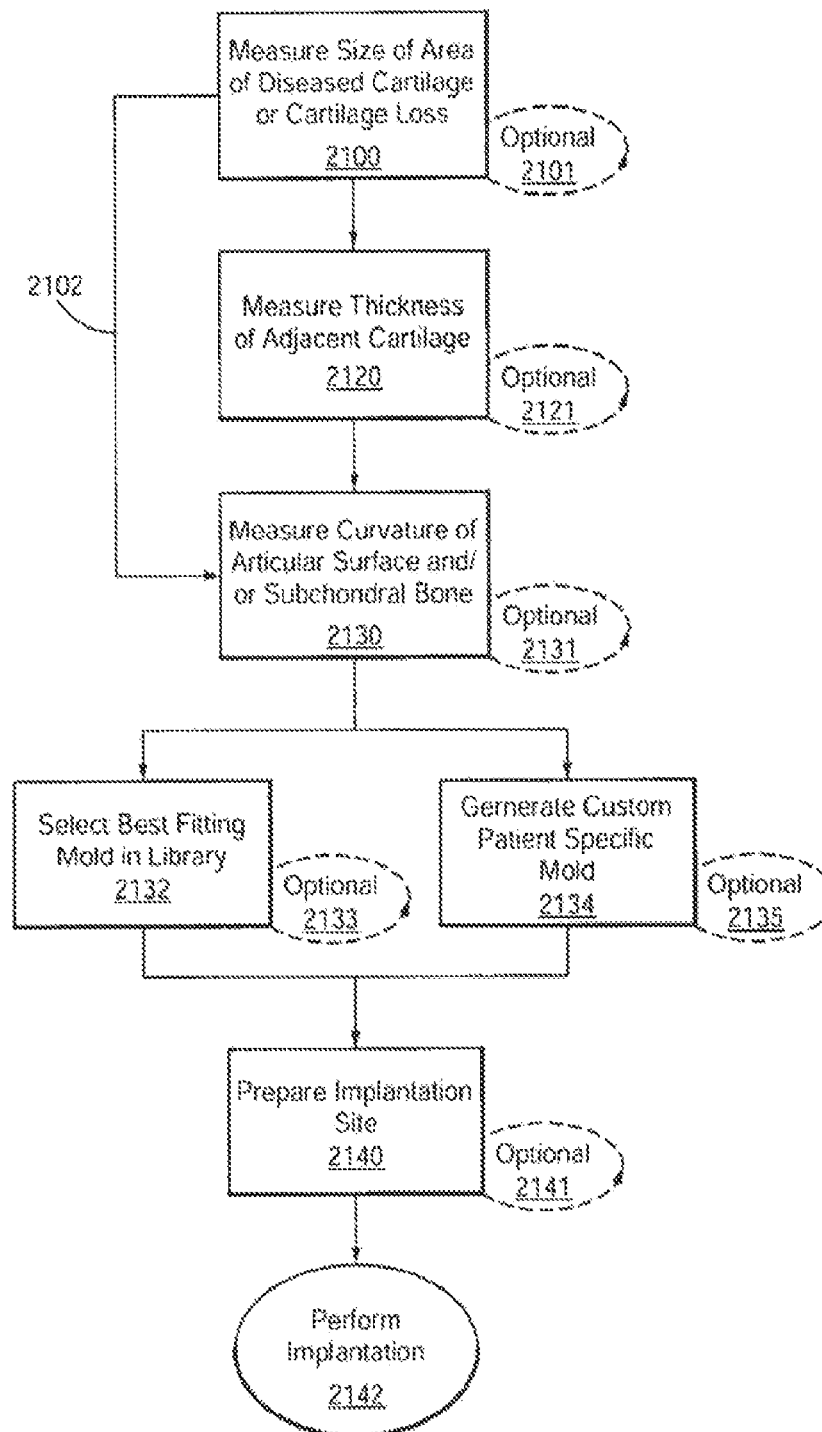 Measure Size of Area
of Diseased Cartilage
or Cartilage Loss
2100
Optional
2101
2102
Measure Thickness
of Adjacent Cartilage
2120
Optional
2121
Measure Curvature of
Articular Surface and/
or Subchondral Bone
2130
Optional
2131
Select Best Fitting
Mold in Library
2132
Optional
2133
Gernerate Custom
Patient Specific
Mold
2134
Optional
2135
Prepare Implantation
Site
2140
Optional
2141
Perform
Implantation
2142